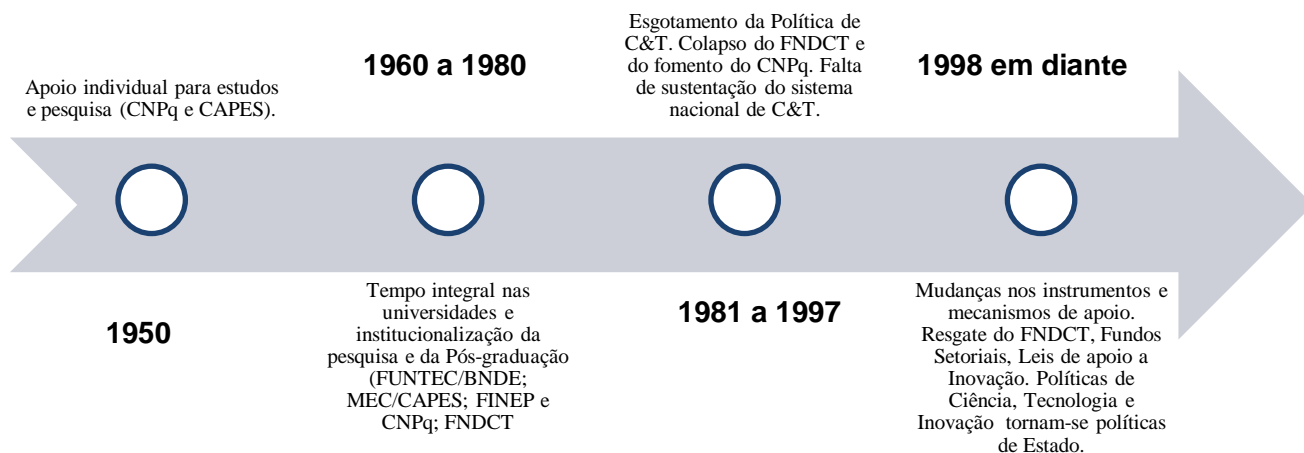 Apoio individual para estudos
e pesquisa (CNPq e CAPES).
1950
1960 a 1980
Tempo integral nas
universidades e
institucionalização da
pesquisa e da Pós-graduação
(FUNTEC/BNDE;
MEC/CAPES; FINEP e
CNPq; FNDCT
Esgotamento da Política de
C&T. Colapso do FNDCT e
do fomento do CNPq. Falta
de sustentação do sistema
nacional de C&T.
1981 a 1997
1998 em diante
Mudanças nos instrumentos e
mecanismos de apoio.
Resgate do FNDCT, Fundos
Setoriais, Leis de apoio a
Inovação. Políticas de
Ciência, Tecnologia e
Inovação tornam-se políticas
de Estado.